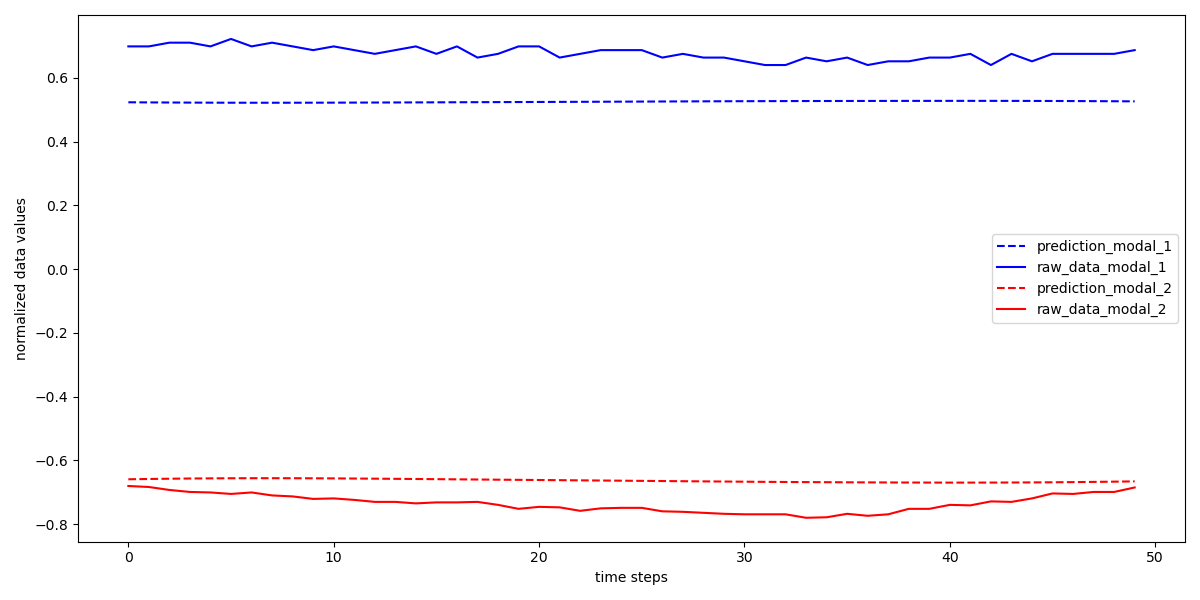 normalized data values
0.6
0.4
0.2
0.0
−0.2
−0.4
−0.6
−0.8
prediction_modal_1
raw_data_modal_1
prediction_modal_2
raw_data_modal_2
0 10 20 30 40 50
time steps